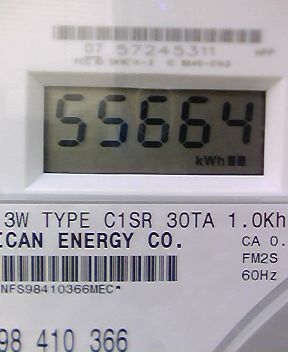 07 57245311
55664
kWh
3W TYPE C1SR 30TA 1.0Kh
ICAN ENERGY CO.
CA 0.
FM2S
60Hz
NFS98410366MEC*
98 410 366